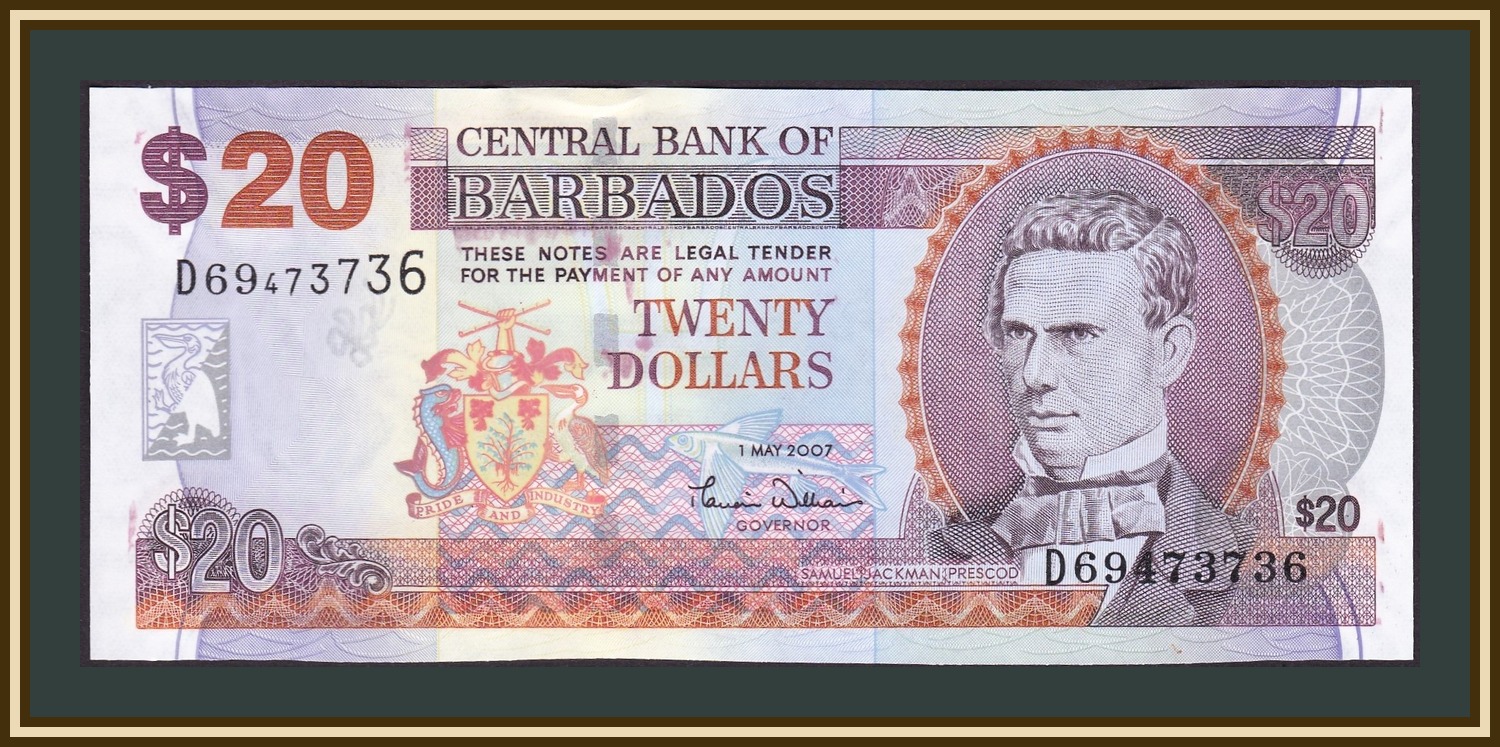 $20
CENTRAL BANK OF
BARBADOS
$20
THESE NOTES ARE LEGAL TENDER
FOR THE PAYMENT OF ANY AMOUNT
D69473736
TWENTY
DOLLARS
1 MAY 2007
GOVERNOR
PRIDE AND INDUSTRY
$20
$20
SAMUEL JACKMAN PRESCOD
D69473736